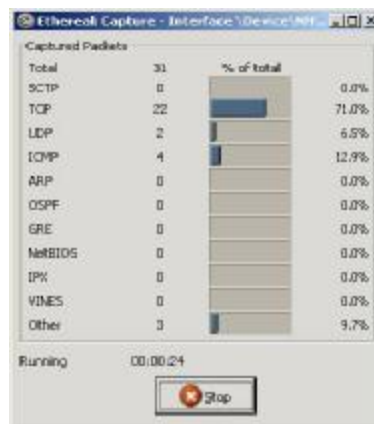 Ethereal: Capture - Interface \Device\NPF_
Captured Packets
Total 31 % of total
SCTP 0 0.0%
TCP 22 71.0%
UDP 2 6.5%
ICMP 4 12.9%
ARP 0 0.0%
OSPF 0 0.0%
GRE 0 0.0%
NetBIOS 0 0.0%
IPX 0 0.0%
VINES 0 0.0%
Other 3 9.7%
Running 00:00:24
Stop